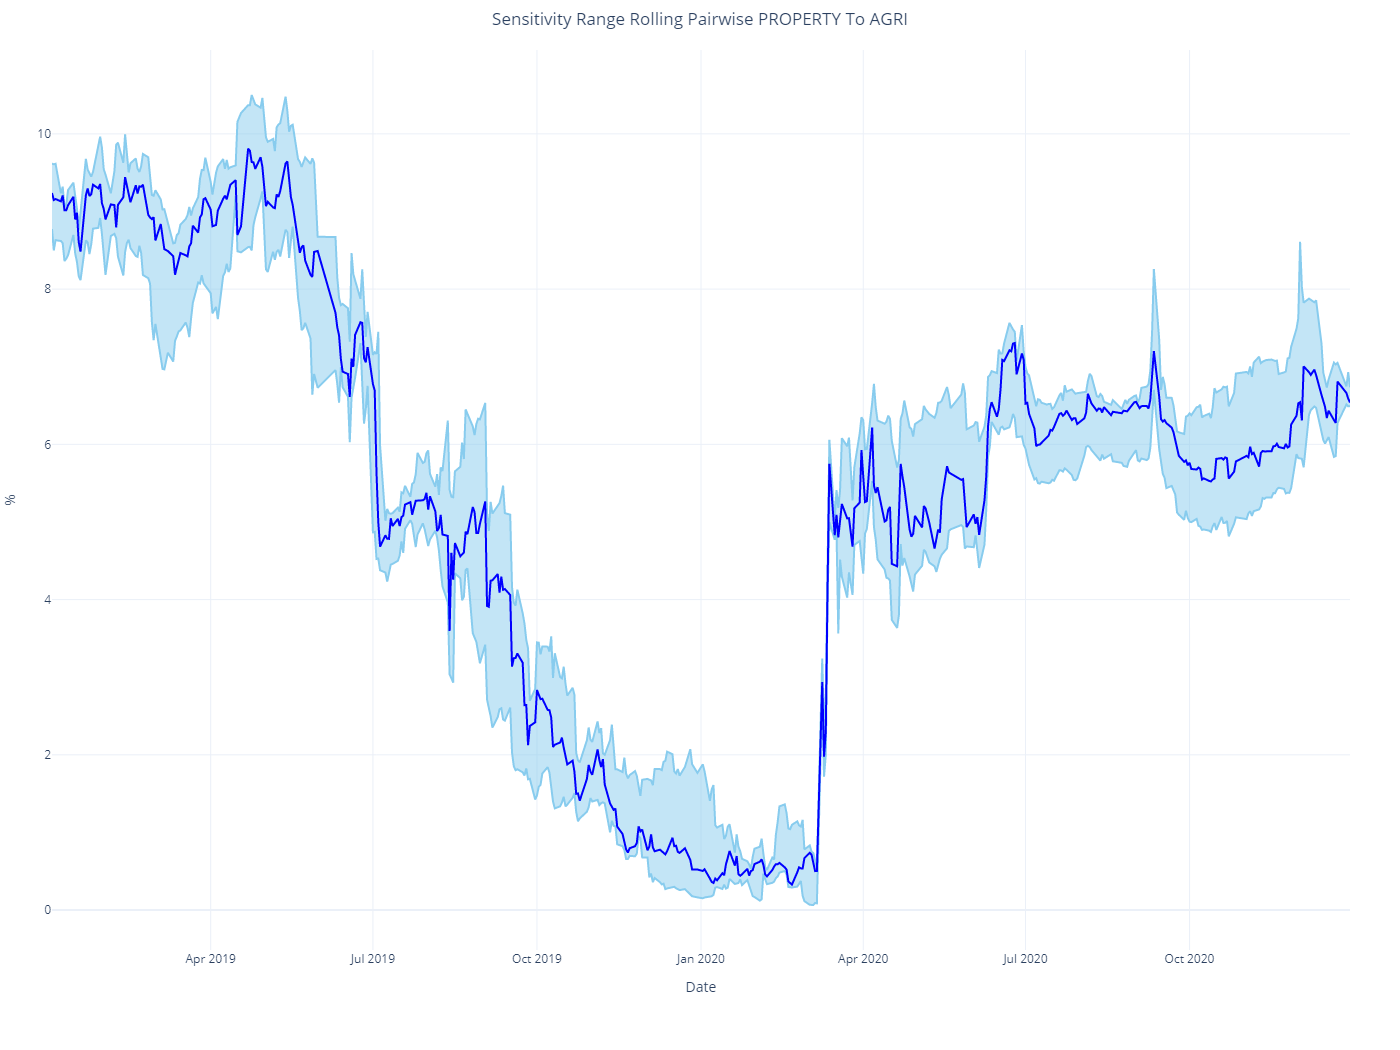 Sensitivity Range Rolling Pairwise PROPERTY To AGRI
10
8
6
4
2
0
%
Apr 2019
Jul 2019
Oct 2019
Jan 2020
Apr 2020
Jul 2020
Oct 2020
Date